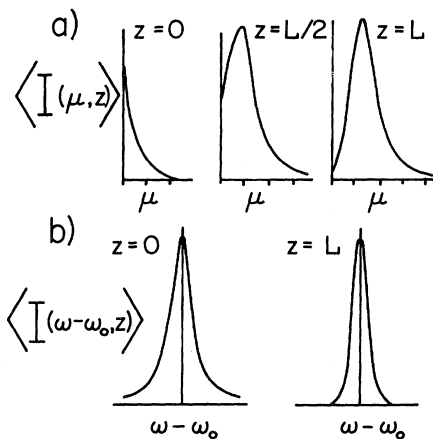 a)
z=0
z=L/2
z=L
⟨I(μ,z)⟩
μ
μ
μ
b)
z=0
z=L
⟨I(ω-ω₀,z)⟩
ω-ω₀
ω-ω₀